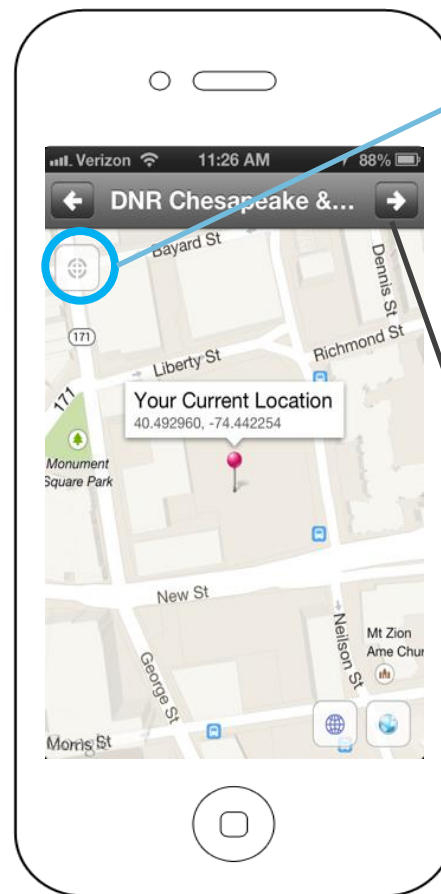 Verizon 11:26 AM 88%
DNR Chesapeake &...
Bayard St
Dennis St
171
Liberty St
Richmond St
171
Your Current Location
40.492960, -74.442254
Monument
Square Park
New St
Neilson St
Mt Zion
Ame Chur
George St
Morris St